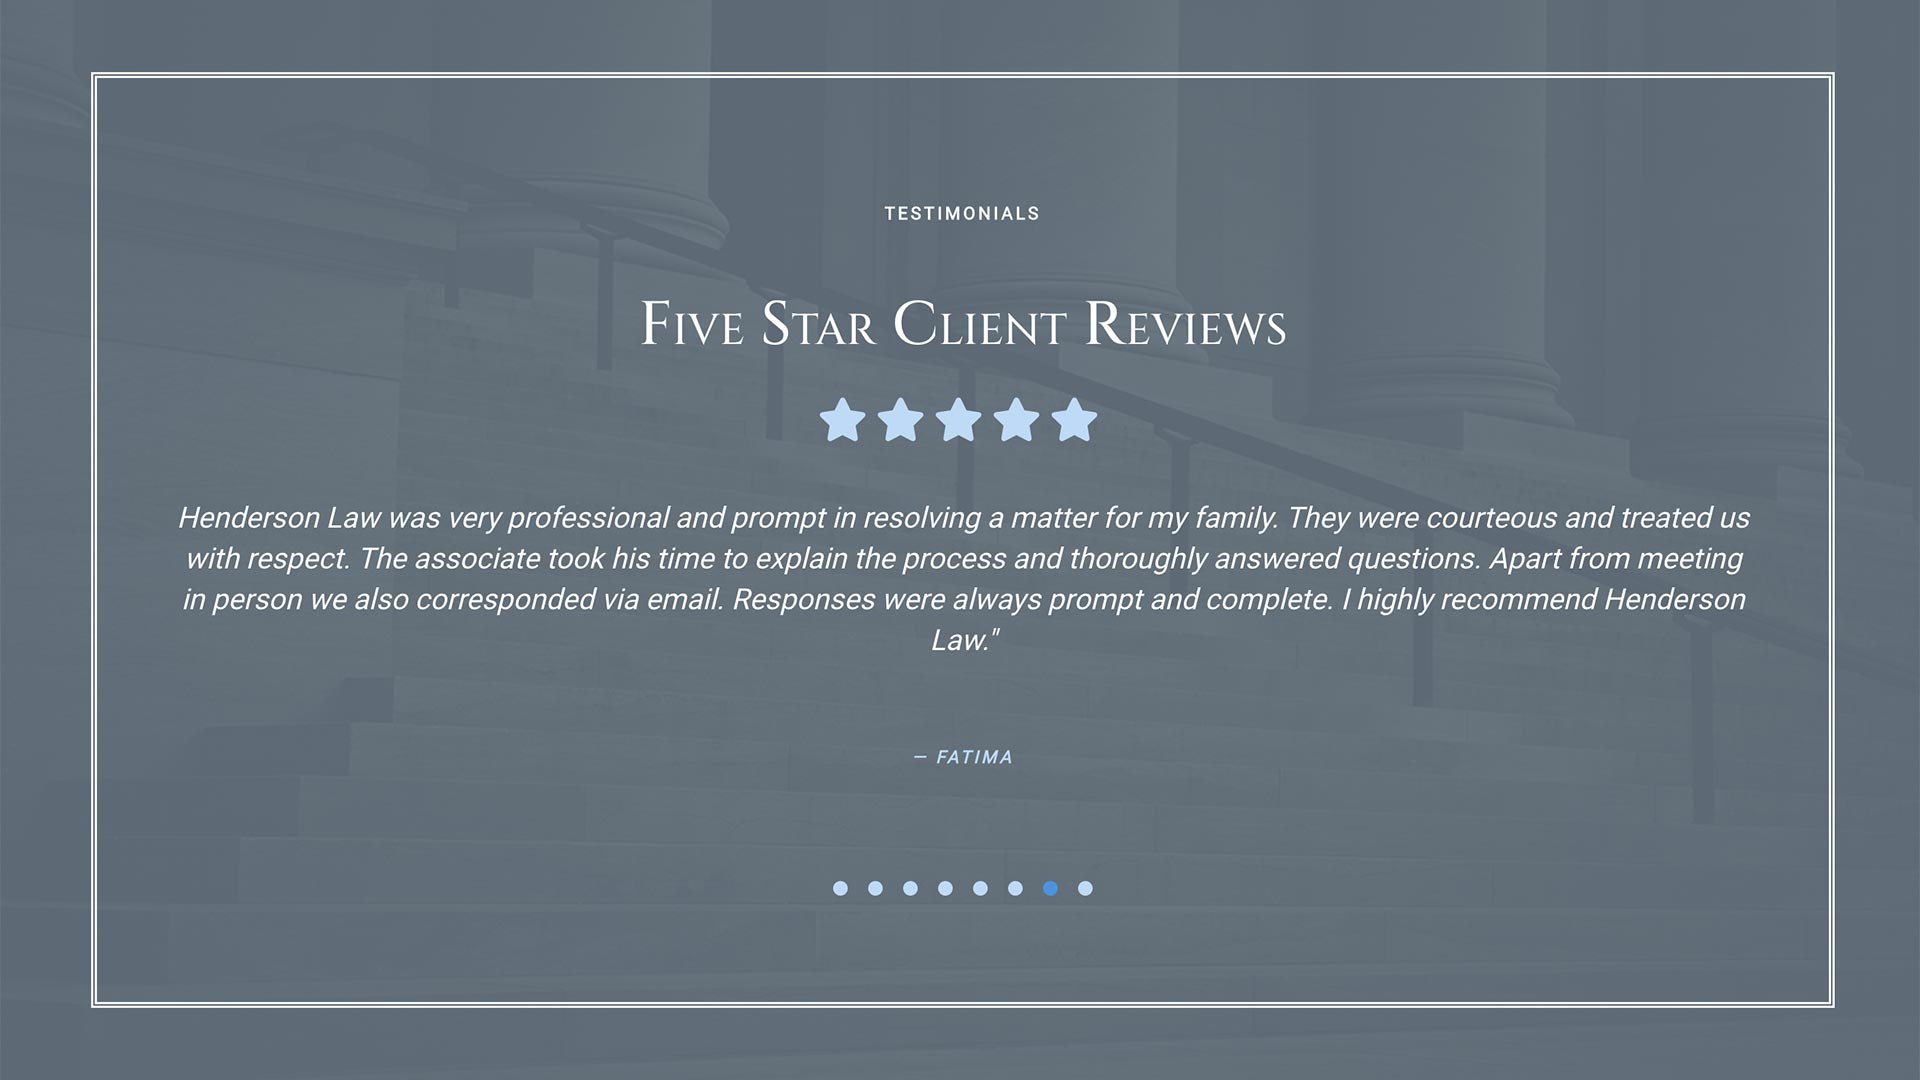 TESTIMONIALS
Five Star Client Reviews
Henderson Law was very professional and prompt in resolving a matter for my family. They were courteous and treated us
with respect. The associate took his time to explain the process and thoroughly answered questions. Apart from meeting
in person we also corresponded via email. Responses were always prompt and complete. I highly recommend Henderson
Law."
— FATIMA